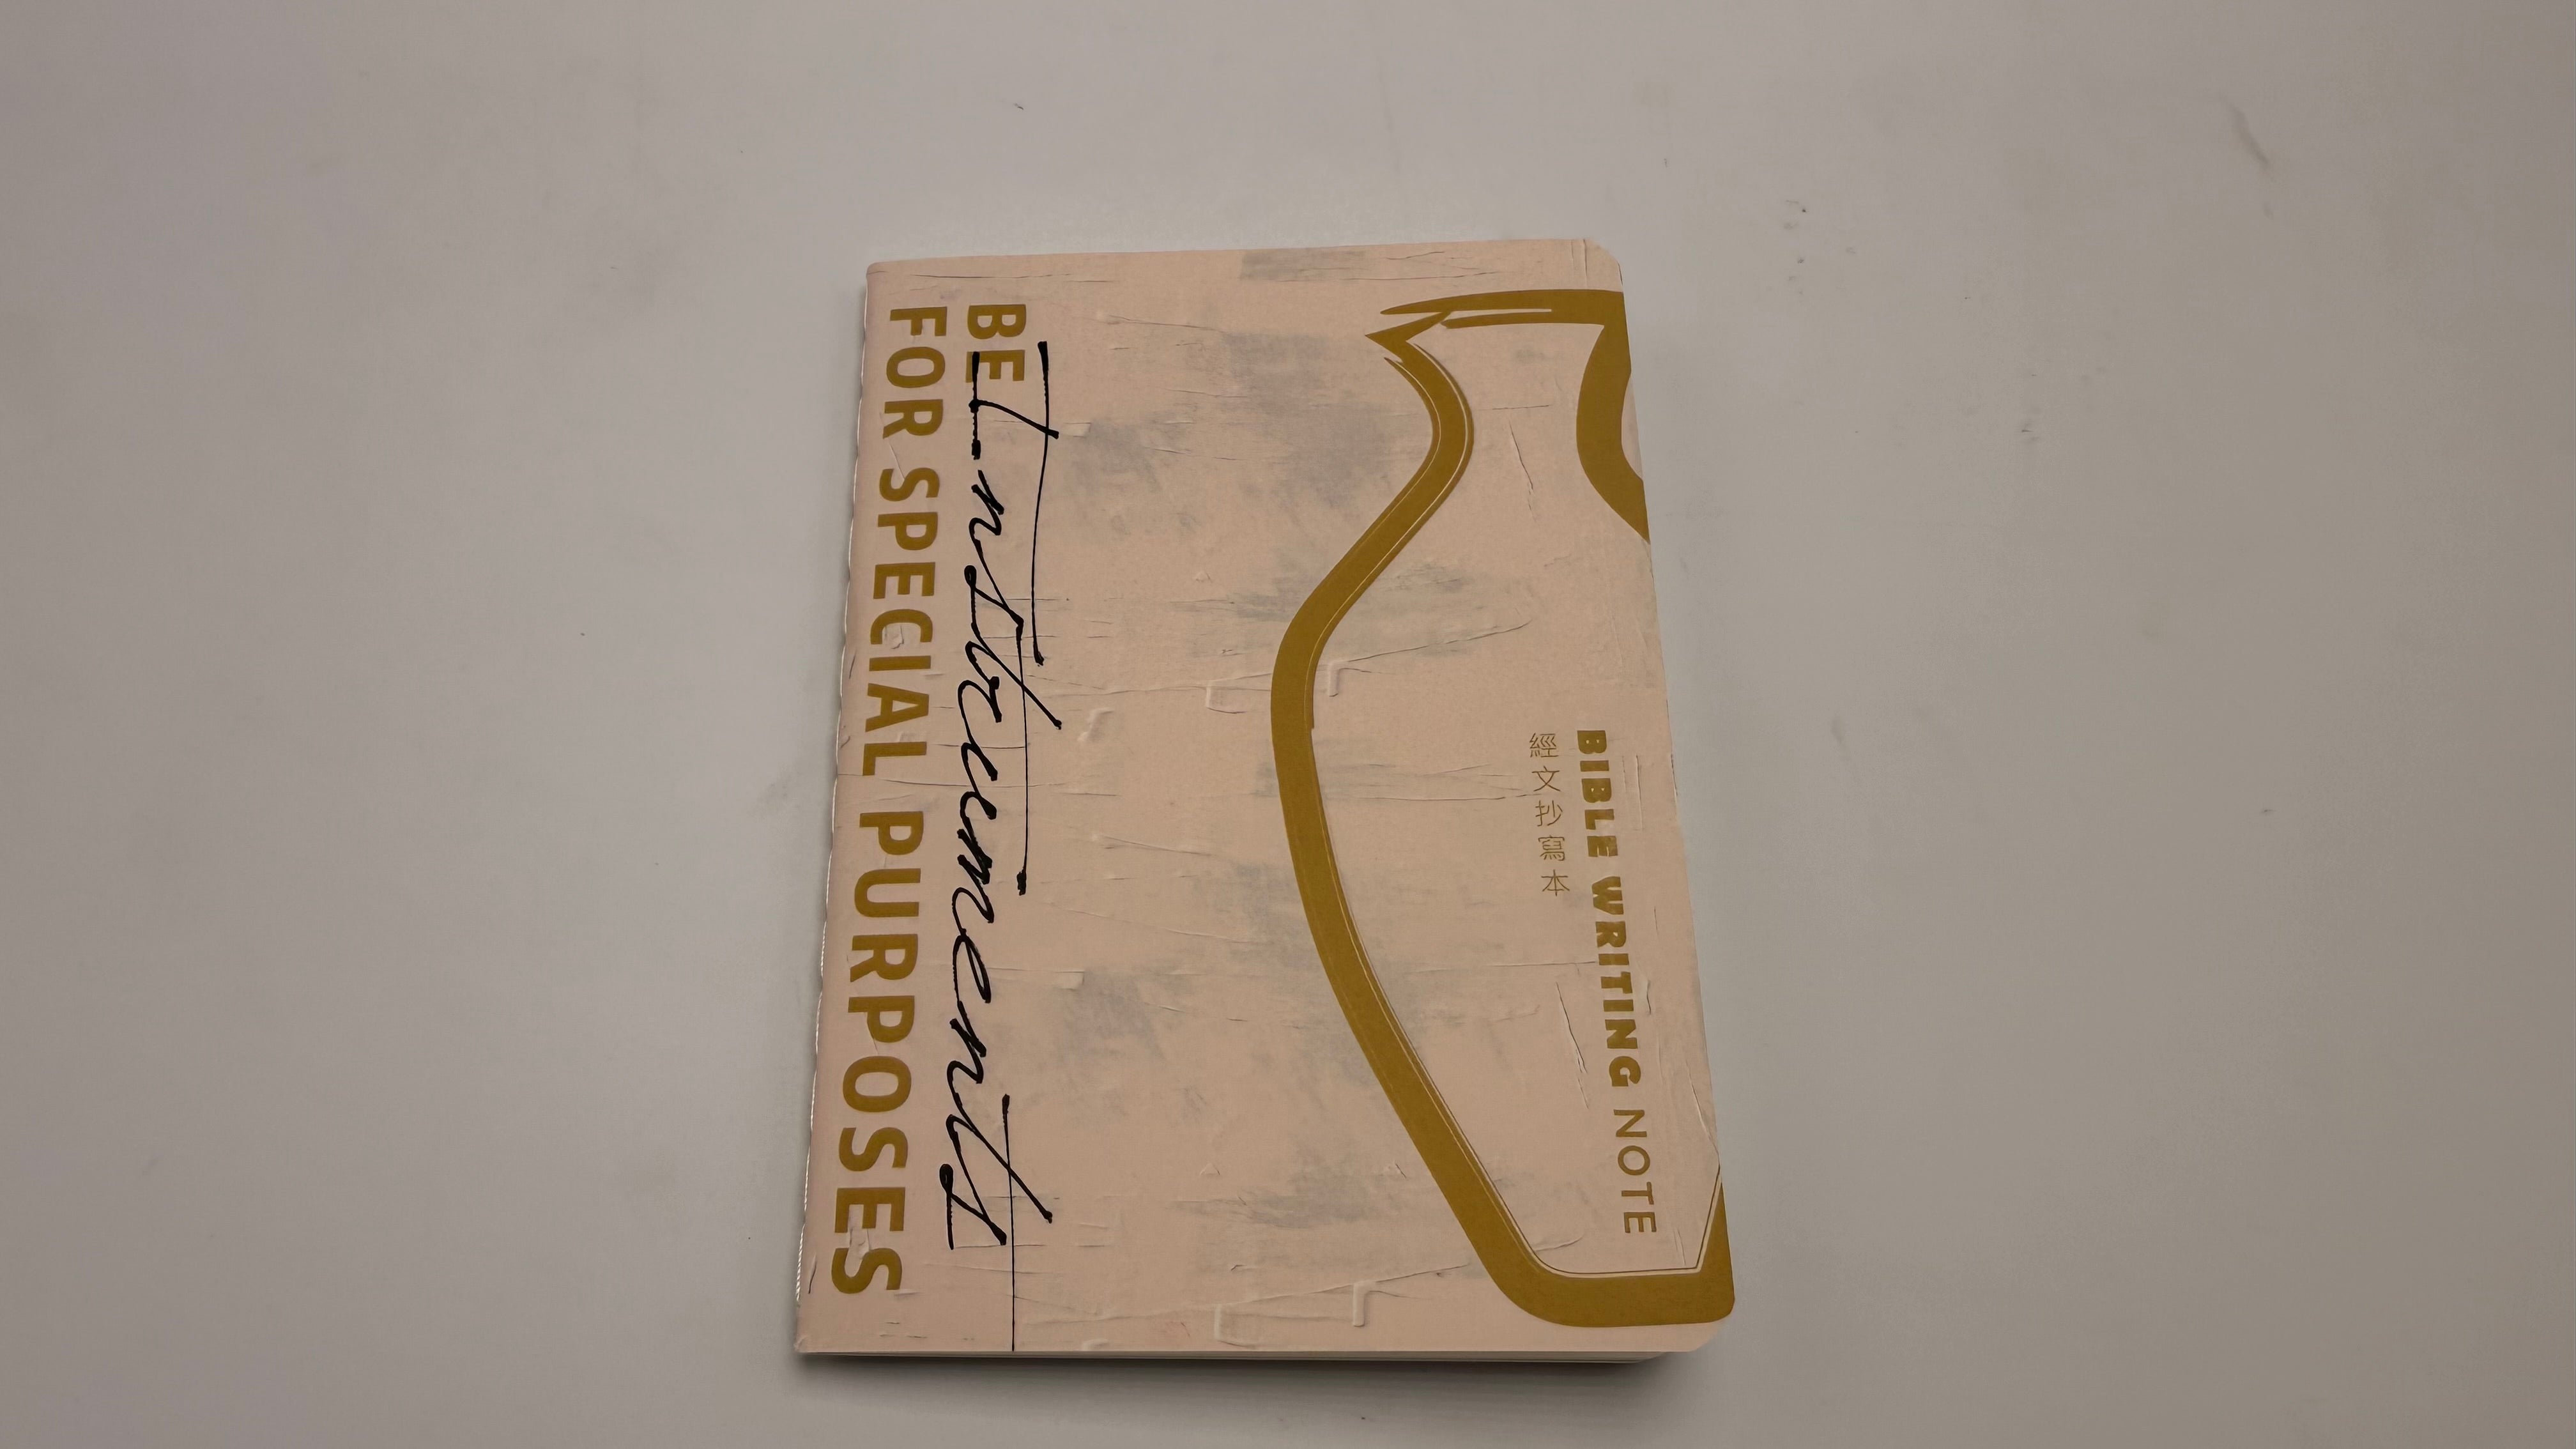 BIBLE WRITING NOTE
經文抄寫本
BE Instruments
FOR SPECIAL PURPOSES